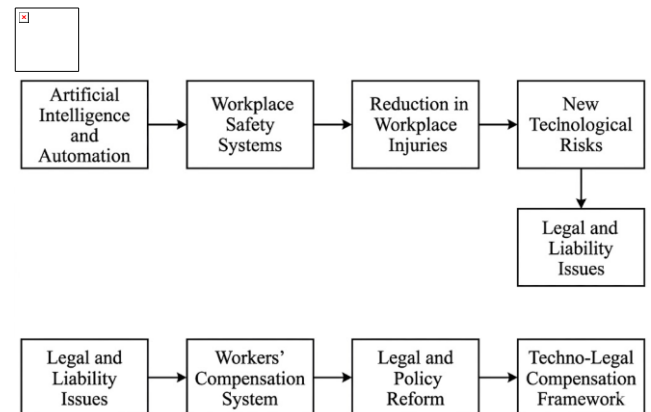 Artificial
Intelligence
and
Automation
Workplace
Safety
Systems
Reduction in
Workplace
Injuries
New
Teclnological
Risks
Legal and
Liability
Issues
Legal and
Liability
Issues
Workers'
Compensation
System
Legal and
Policy
Reform
Techno-Legal
Compensation
Framework